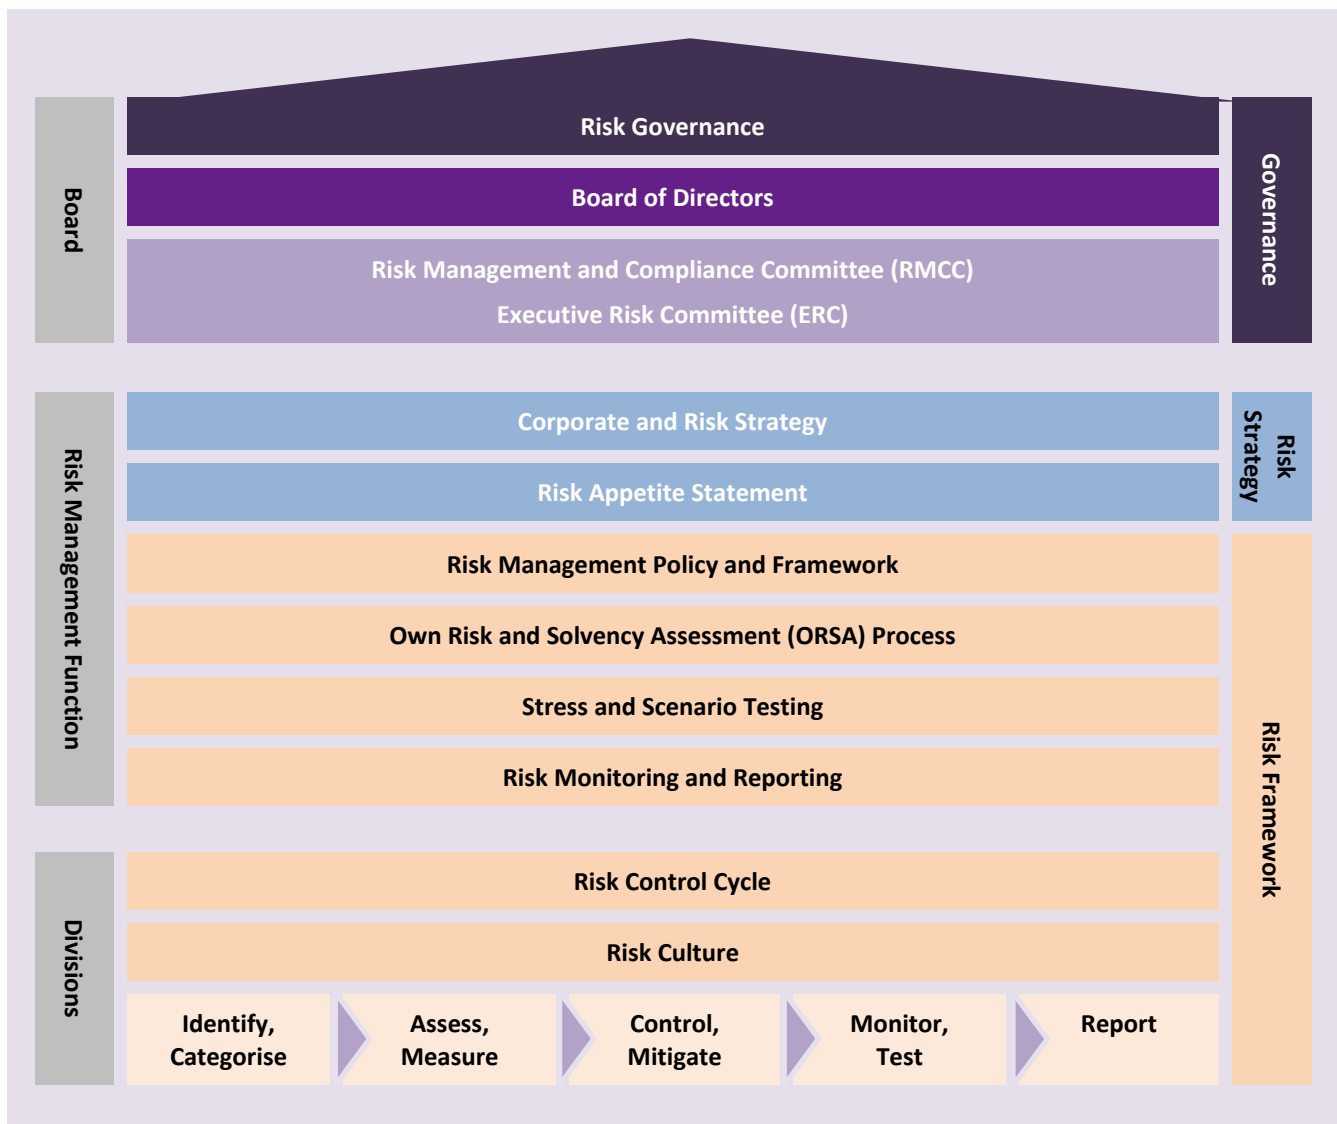 Board
Risk Governance
Board of Directors
Risk Management and Compliance Committee (RMCC)
Executive Risk Committee (ERC)
Governance
Risk Management Function
Corporate and Risk Strategy
Risk Appetite Statement
Risk
Strategy
Risk Management Policy and Framework
Own Risk and Solvency Assessment (ORSA) Process
Stress and Scenario Testing
Risk Monitoring and Reporting
Risk Framework
Divisions
Risk Control Cycle
Risk Culture
Identify,
Categorise
Assess,
Measure
Control,
Mitigate
Monitor,
Test
Report